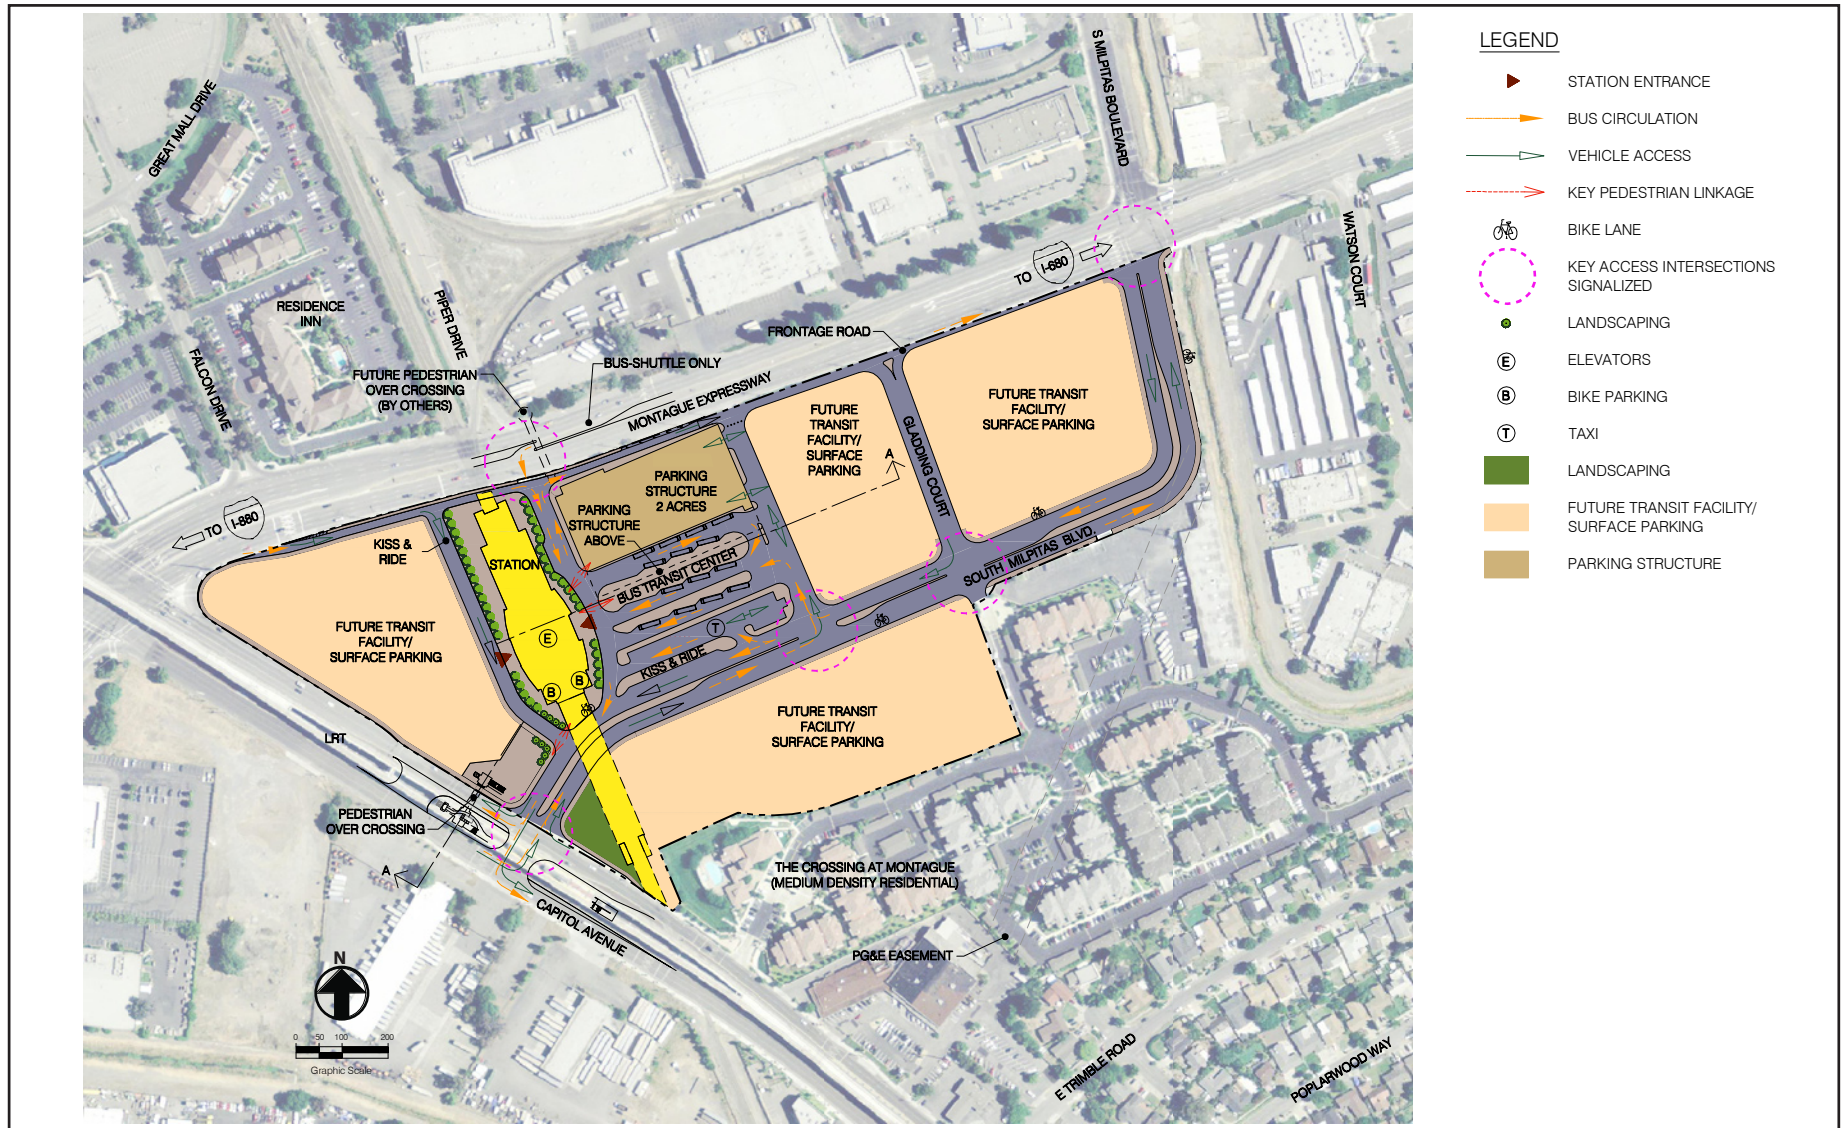 LEGEND
STATION ENTRANCE
BUS CIRCULATION
VEHICLE ACCESS
KEY PEDESTRIAN LINKAGE
BIKE LANE
KEY ACCESS INTERSECTIONS
SIGNALIZED
LANDSCAPING
E
ELEVATORS
B
BIKE PARKING
T
TAXI
LANDSCAPING
FUTURE TRANSIT FACILITY/
SURFACE PARKING
PARKING STRUCTURE
S MILPITAS BOULEVARD
GREAT MALL DRIVE
WATSON COURT
TO
I-680
RESIDENCE
INN
PIPER DRIVE
FALCON DRIVE
FRONTAGE ROAD
BUS-SHUTTLE ONLY
FUTURE PEDESTRIAN
OVER CROSSING
(BY OTHERS)
MONTAGUE EXPRESSWAY
FUTURE TRANSIT
FACILITY/
SURFACE PARKING
FUTURE
TRANSIT
FACILITY/
SURFACE
PARKING
GLADDING COURT
A
PARKING
STRUCTURE
2 ACRES
PARKING
STRUCTURE
ABOVE
TO
I-880
KISS &
RIDE
STATION
BUS TRANSIT CENTER
SOUTH MILPITAS BLVD.
FUTURE TRANSIT
FACILITY/
SURFACE PARKING
E
T
KISS & RIDE
B
B
FUTURE TRANSIT
FACILITY/
SURFACE PARKING
LRT
PEDESTRIAN
OVER CROSSING
A
THE CROSSING AT MONTAGUE
(MEDIUM DENSITY RESIDENTIAL)
CAPITOL AVENUE
PG&E EASEMENT
N
0 50 100 200
Graphic Scale
E TRIMBLE ROAD
POPLARWOOD WAY